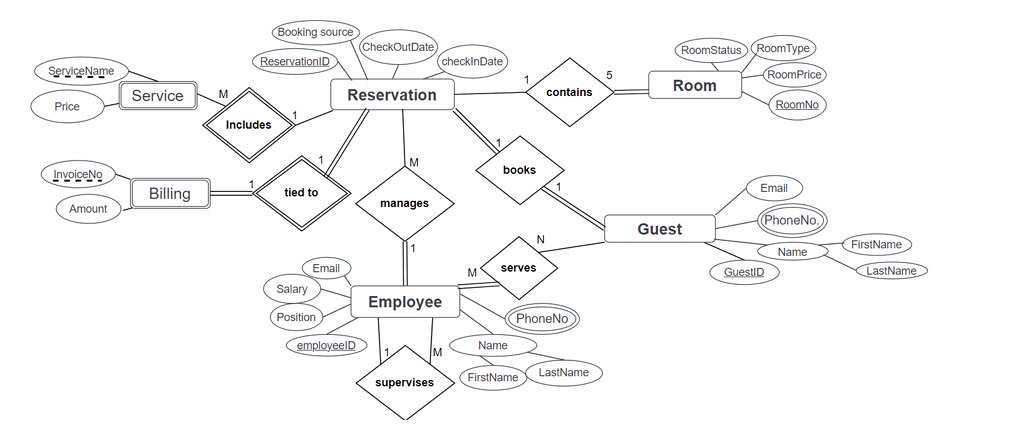 Booking source
CheckOutDate
ReservationID
checkInDate
RoomStatus
RoomType
RoomPrice
RoomNo
ServiceName
Price
Service
M
Includes
1
Reservation
1
contains
5
Room
InvoiceNo
Amount
Billing
1
tied to
1
M
manages
1
1
books
1
Email
PhoneNo.
Name
FirstName
LastName
GuestID
Guest
N
serves
M
Email
Salary
Position
employeeID
Employee
PhoneNo
Name
FirstName
LastName
1
M
supervises